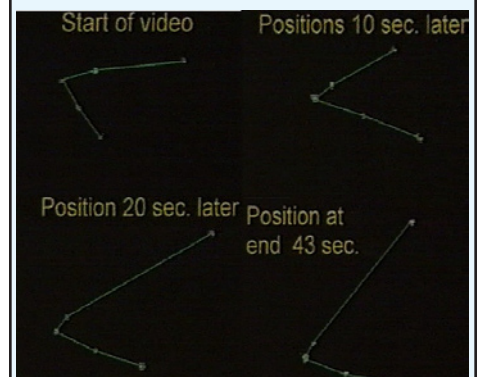 Start of video
Positions 10 sec. later
Position 20 sec. later
Position at
end 43 sec.